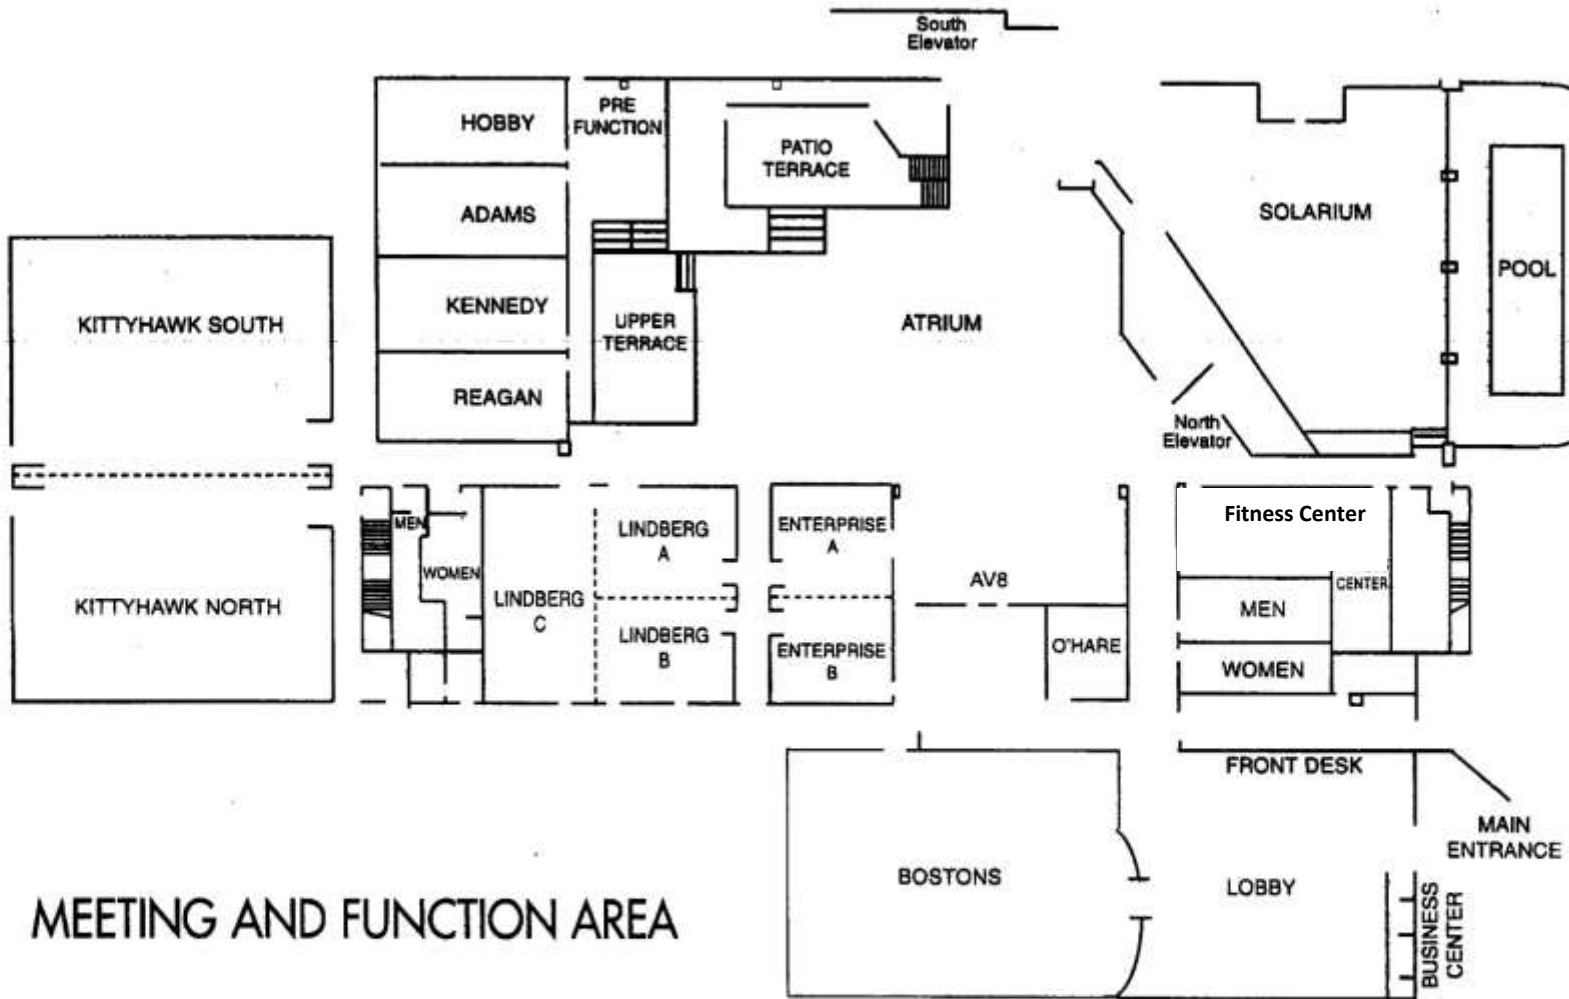 South
Elevator
HOBBY
PRE
FUNCTION
PATIO
TERRACE
ADAMS
SOLARIUM
POOL
KITTYHAWK SOUTH
KENNEDY
UPPER
TERRACE
ATRIUM
REAGAN
North
Elevator
MEN
WOMEN
LINDBERG
A
ENTERPRISE
A
Fitness Center
KITTYHAWK NORTH
LINDBERG
C
AV8
CENTER
MEN
LINDBERG
B
ENTERPRISE
B
O'HARE
WOMEN
FRONT DESK
MAIN
ENTRANCE
BOSTONS
LOBBY
BUSINESS
CENTER
MEETING AND FUNCTION AREA